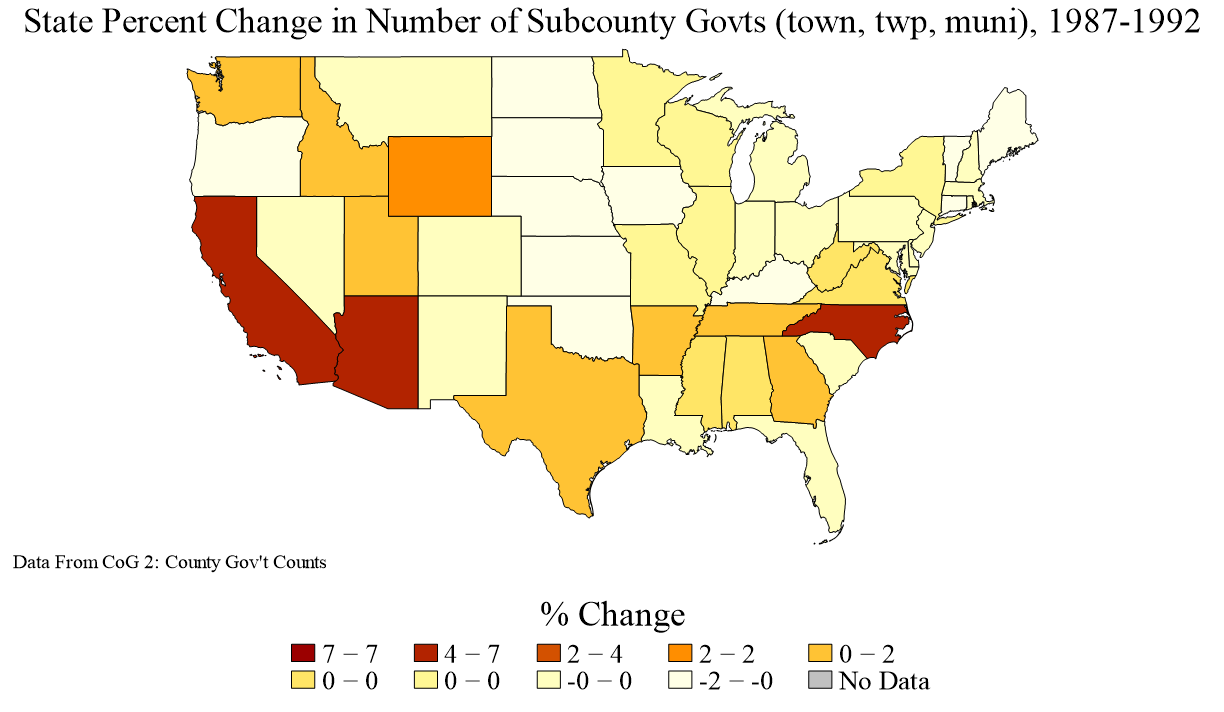 State Percent Change in Number of Subcounty Govts (town, twp, muni), 1987-1992
Data From CoG 2: County Gov't Counts
% Change
7 − 7 4 − 7 2 − 4 2 − 2 0 − 2
0 − 0 0 − 0 -0 − 0 -2 − -0 No Data